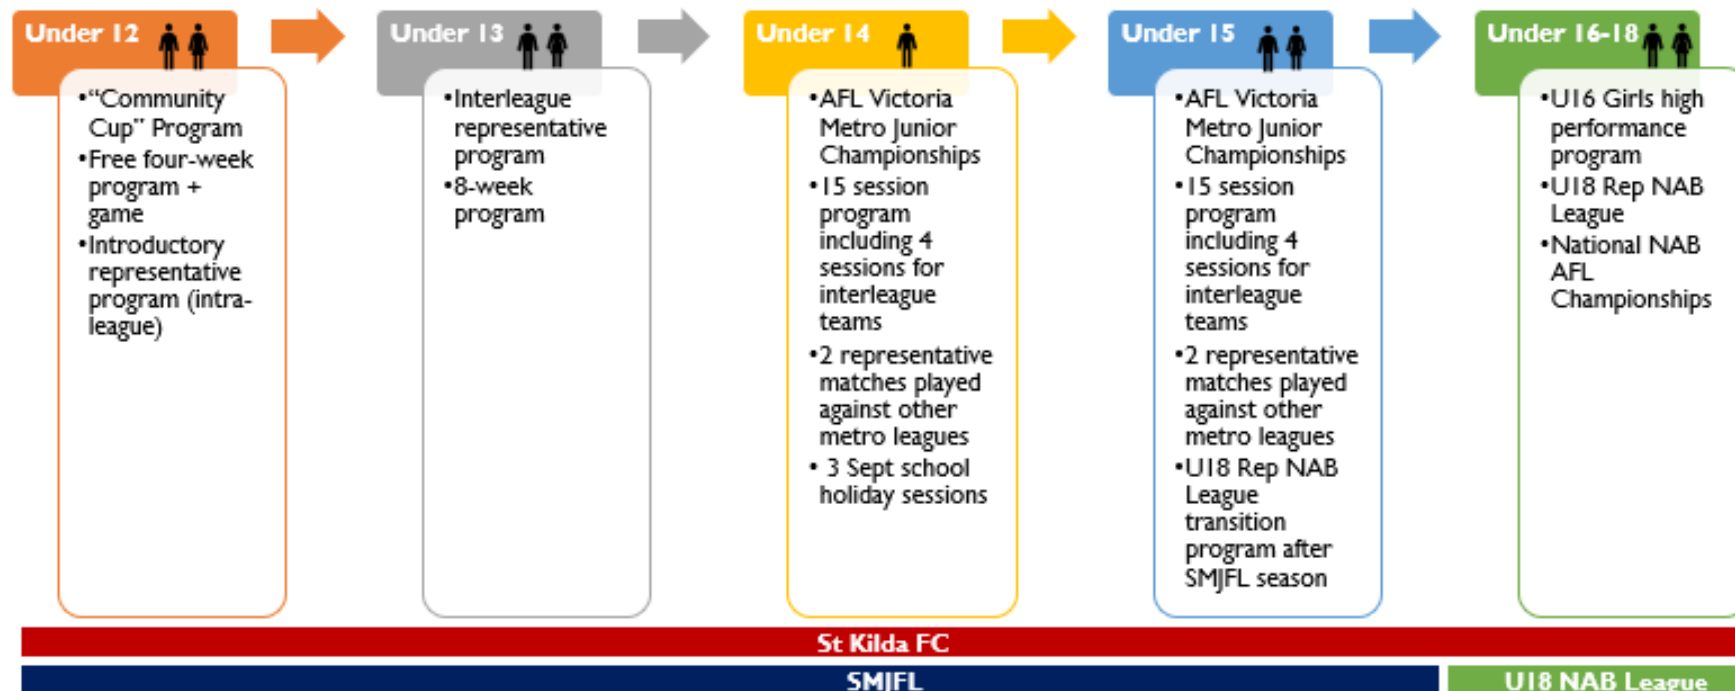 Under 12
•“Community
Cup” Program
•Free four-week
program +
game
•Introductory
representative
program (intra-
league)
Under 13
•Interleague
representative
program
•8-week
program
Under 14
•AFL Victoria
Metro Junior
Championships
•15 session
program
including 4
sessions for
interleague
teams
•2 representative
matches played
against other
metro leagues
• 3 Sept school
holiday sessions
Under 15
•AFL Victoria
Metro Junior
Championships
•15 session
program
including 4
sessions for
interleague
teams
•2 representative
matches played
against other
metro leagues
•U18 Rep NAB
League
transition
program after
SMJFL season
Under 16-18
•U16 Girls high
performance
program
•U18 Rep NAB
League
•National NAB
AFL
Championships
St Kilda FC
SMJFL
U18 NAB League